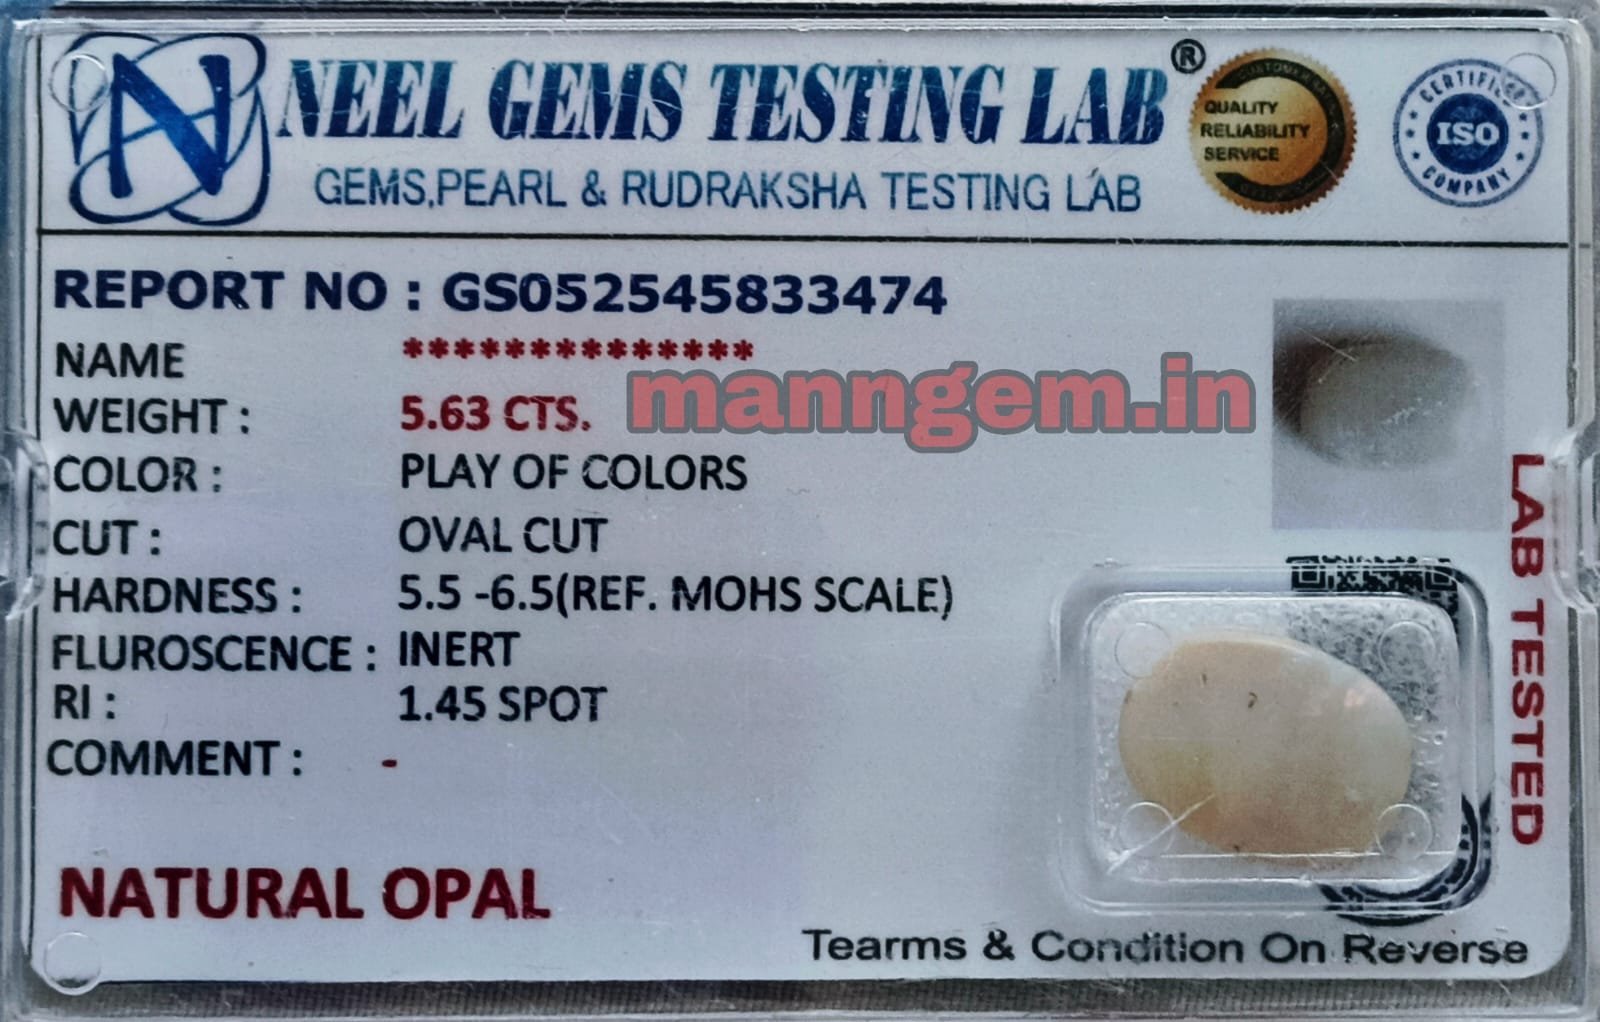 N
NEEL GEMS TESTING LAB®
GEMS,PEARL & RUDRAKSHA TESTING LAB
QUALITY
RELIABILITY
SERVICE
CERTIFIED
ISO
COMPANY
REPORT NO : GS052545833474
NAME **************
WEIGHT : 5.63 CTS.
manngem.in
COLOR : PLAY OF COLORS
CUT : OVAL CUT
HARDNESS : 5.5 -6.5(REF. MOHS SCALE)
FLUROSCENCE : INERT
RI : 1.45 SPOT
COMMENT : -
LAB TESTED
NATURAL OPAL
Tearms & Condition On Reverse